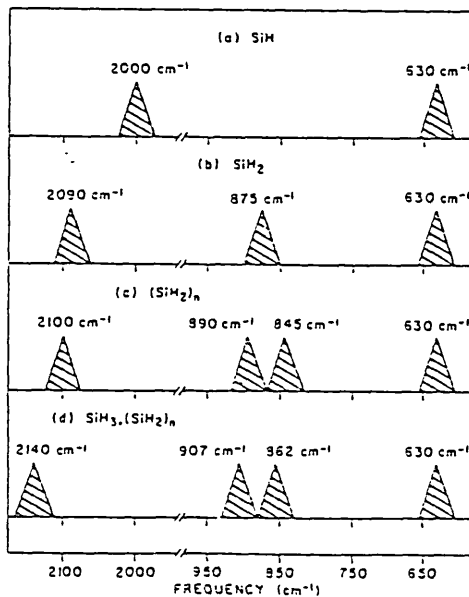 (a) SiH
2000 cm⁻¹ 630 cm⁻¹
(b) SiH₂
2090 cm⁻¹ 875 cm⁻¹ 630 cm⁻¹
(c) (SiH₂)n
2100 cm⁻¹ 890 cm⁻¹ 845 cm⁻¹ 630 cm⁻¹
(d) SiH₃,(SiH₂)n
2140 cm⁻¹ 907 cm⁻¹ 862 cm⁻¹ 630 cm⁻¹
2100 2000 950 850 750 650
FREQUENCY (cm⁻¹)